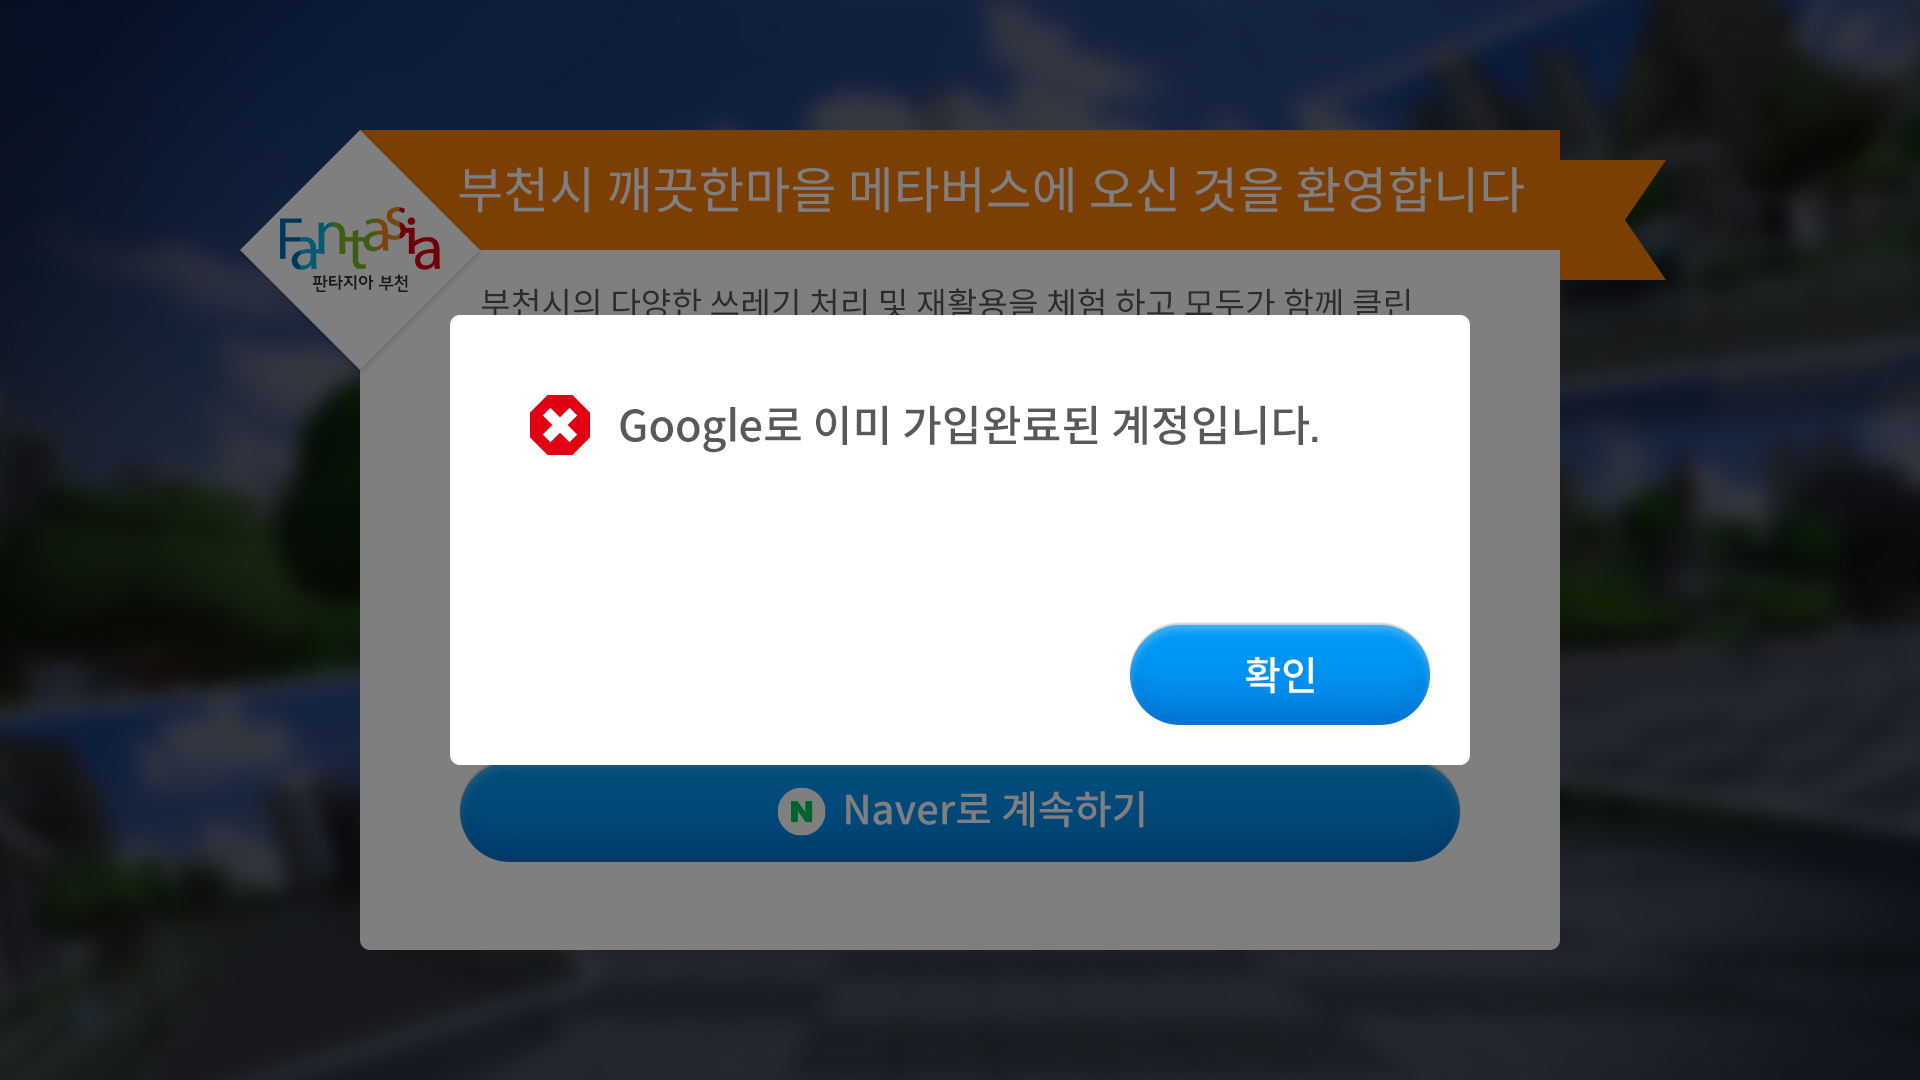 부천시 깨끗한마을 메타버스에 오신 것을 환영합니다
Fantasia
판타지아 부천
부천시의 다양한 쓰레기 처리 및 재활용을 체험 하고 모두가 함께 클린
Google로 이미 가입완료된 계정입니다.
확인
N Naver로 계속하기